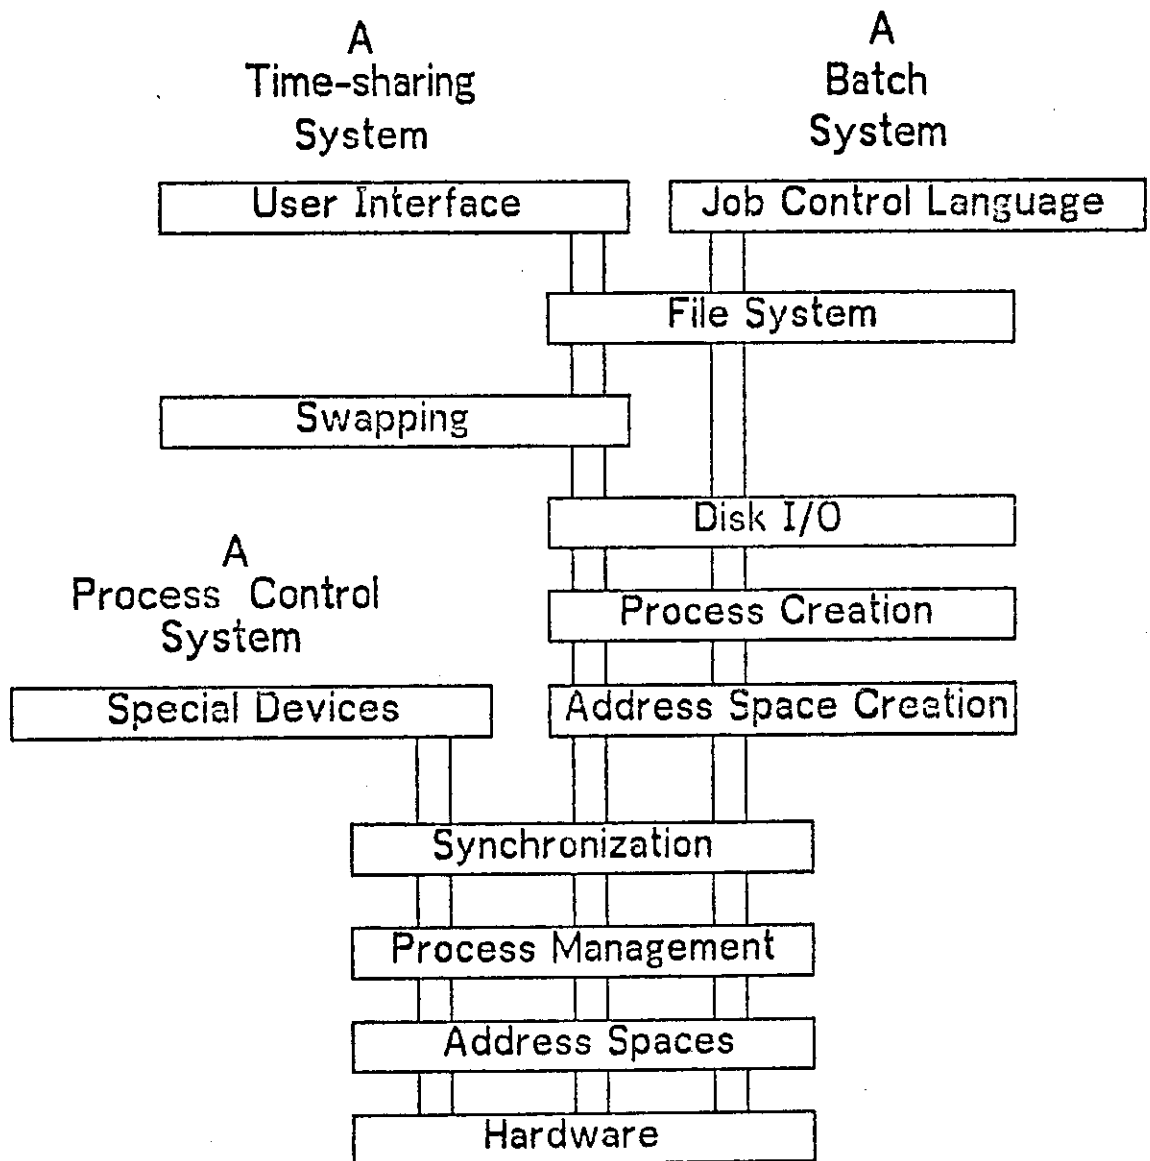 A
Time-sharing
System
A
Batch
System
User Interface
Job Control Language
File System
Swapping
Disk I/O
A
Process Control
System
Process Creation
Special Devices
Address Space Creation
Synchronization
Process Management
Address Spaces
Hardware